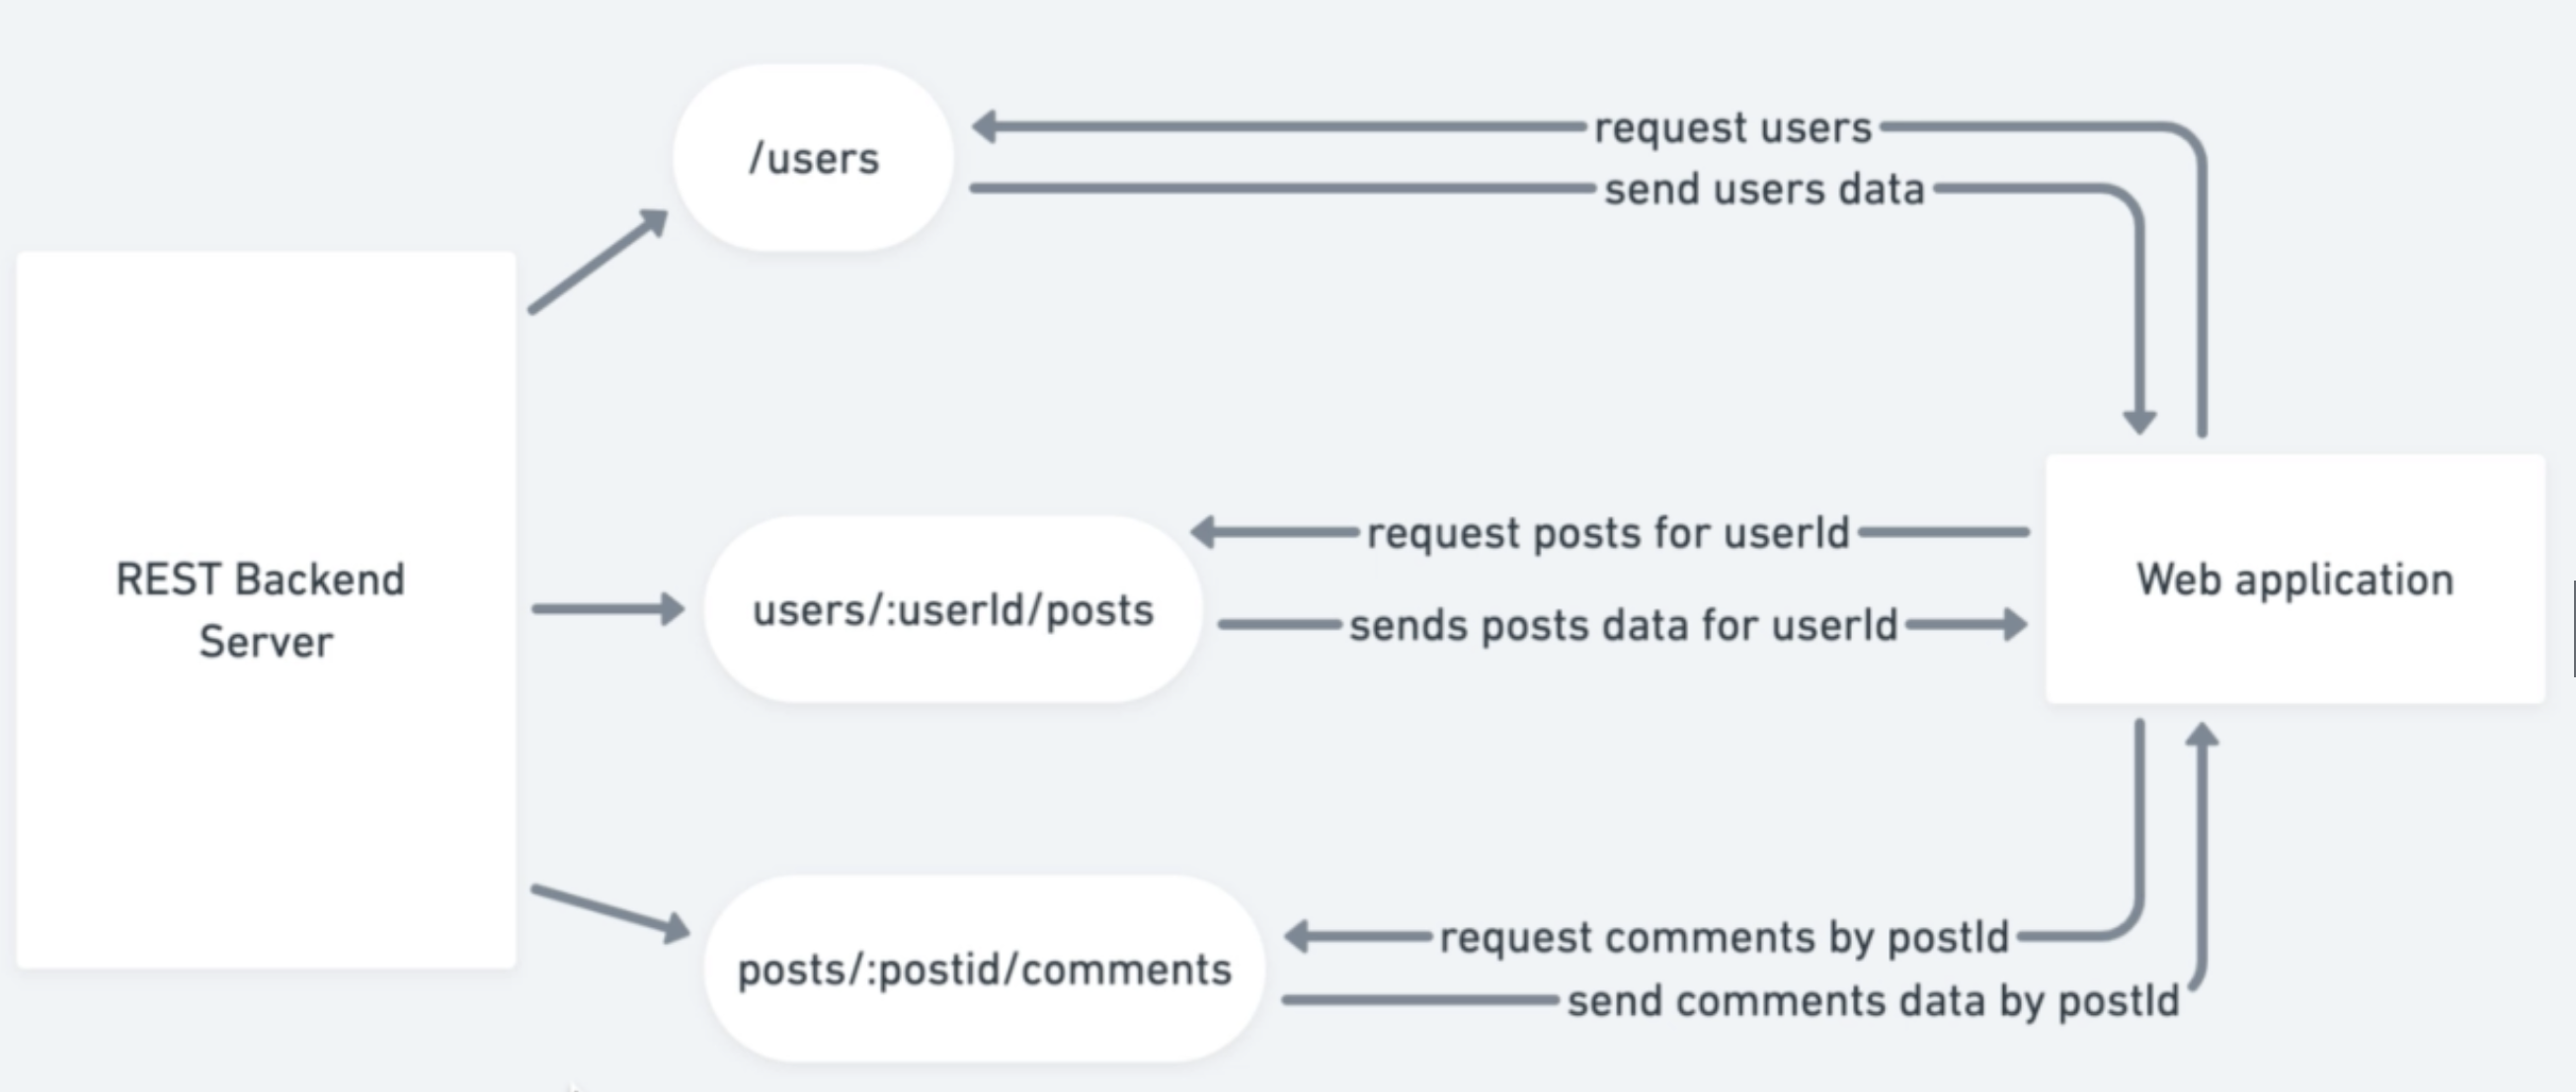 /users
request users
send users data
REST Backend
Server
users/:userId/posts
request posts for userId
sends posts data for userId
Web application
posts/:postid/comments
request comments by postId
send comments data by postId